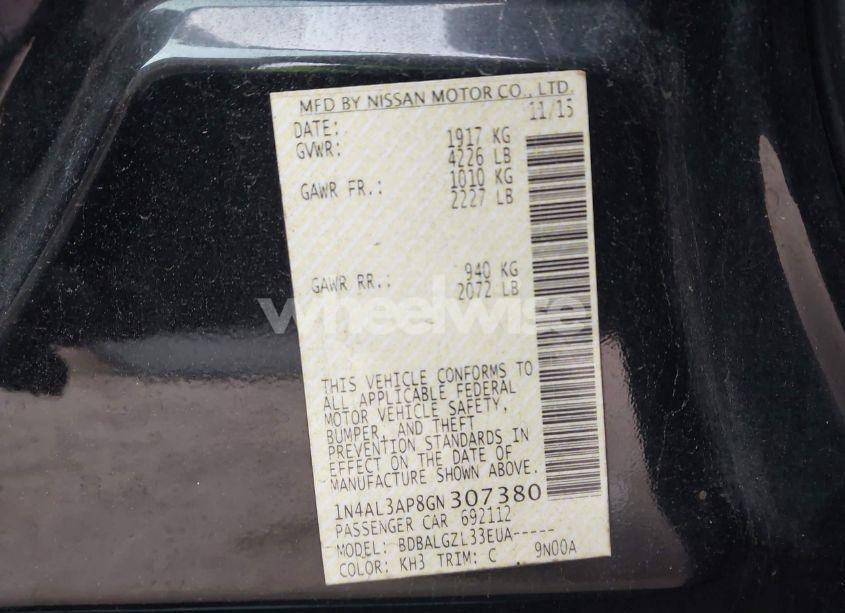 MFD BY NISSAN MOTOR CO., LTD.
DATE: 11/15
GVWR: 1917 KG
4226 LB
GAWR FR.: 1010 KG
2227 LB
GAWR RR.: 940 KG
2072 LB
wheelwise
THIS VEHICLE CONFORMS TO
ALL APPLICABLE FEDERAL
MOTOR VEHICLE SAFETY,
BUMPER, AND THEFT
PREVENTION STANDARDS IN
EFFECT ON THE DATE OF
MANUFACTURE SHOWN ABOVE.
1N4AL3AP8GN307380
PASSENGER CAR 692112
MODEL: BDBALGZL33EUA-----
COLOR: KH3 TRIM: C 9N00A